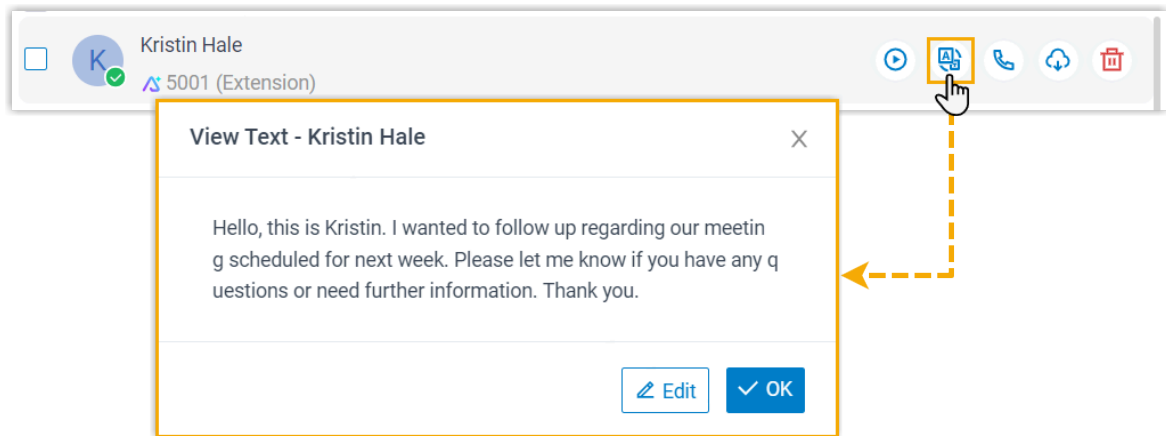 K
Kristin Hale
5001 (Extension)
View Text - Kristin Hale
Hello, this is Kristin. I wanted to follow up regarding our meetin
g scheduled for next week. Please let me know if you have any q
uestions or need further information. Thank you.
Edit
OK